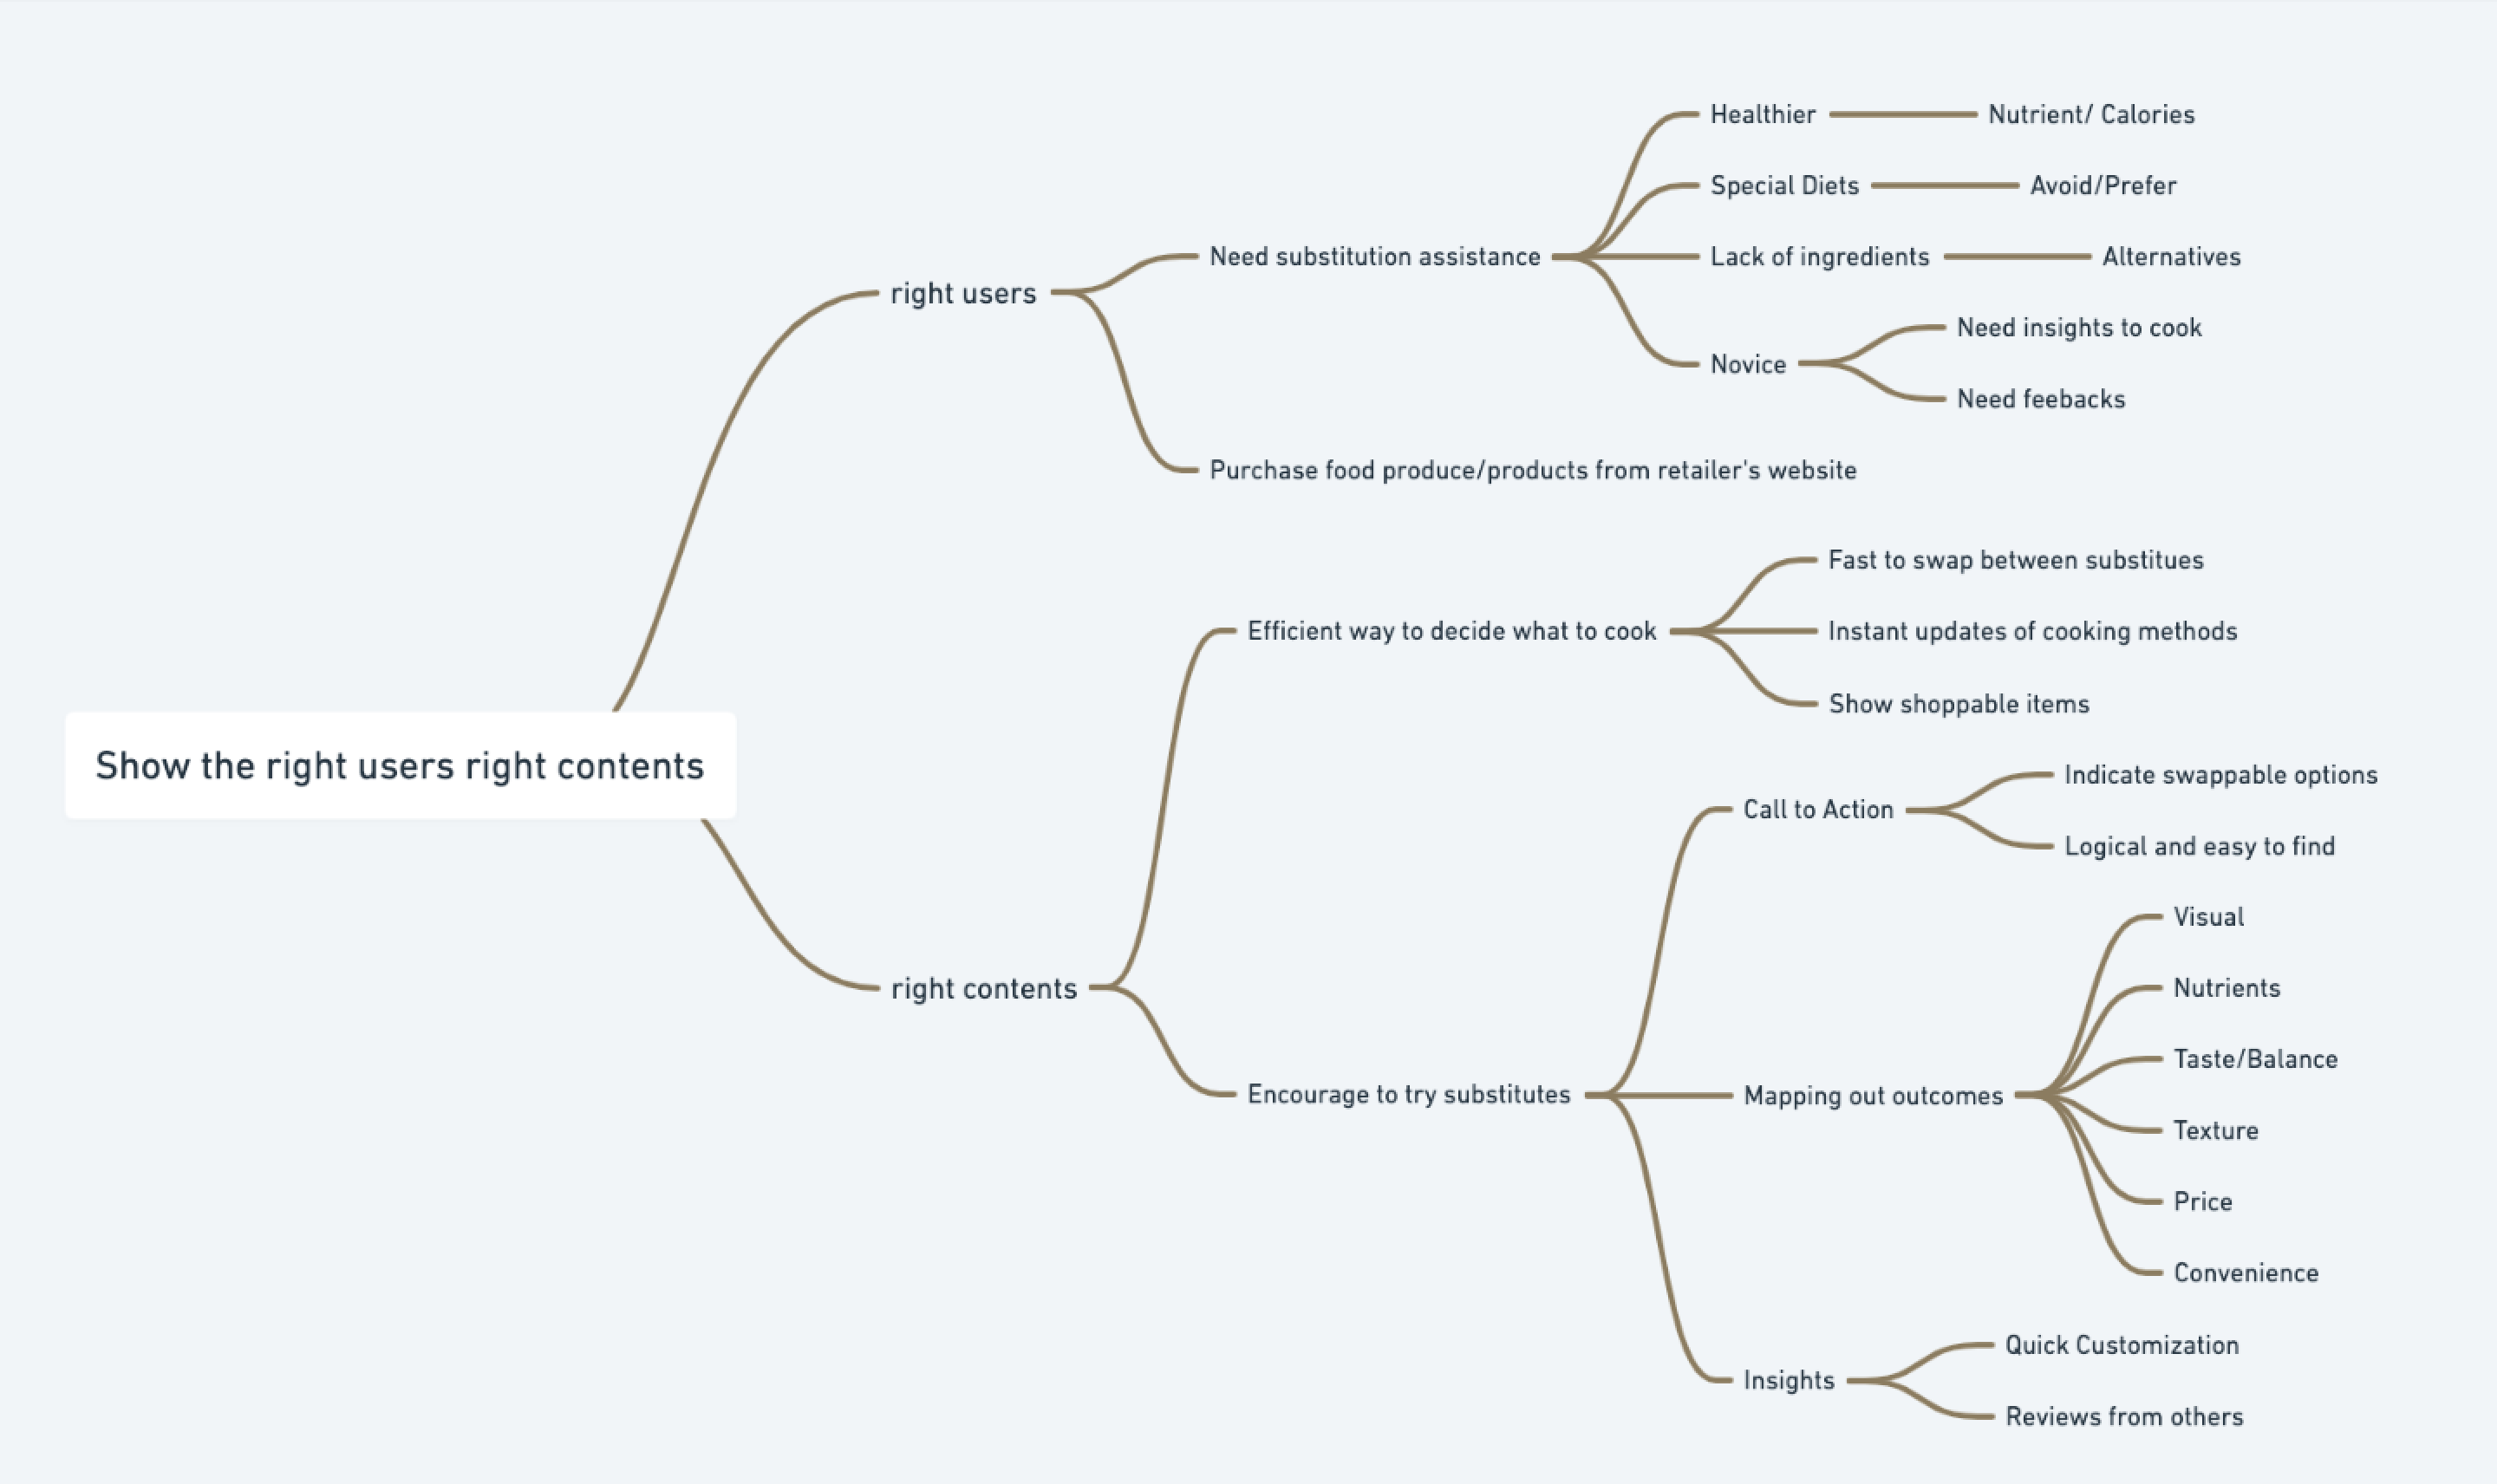 Healthier
Nutrient/ Calories
Special Diets
Avoid/Prefer
Need substitution assistance
Lack of ingredients
Alternatives
right users
Need insights to cook
Novice
Need feebacks
Purchase food produce/products from retailer's website
Fast to swap between substitues
Efficient way to decide what to cook
Instant updates of cooking methods
Show shoppable items
Show the right users right contents
Indicate swappable options
Call to Action
Logical and easy to find
Visual
right contents
Nutrients
Taste/Balance
Encourage to try substitutes
Mapping out outcomes
Texture
Price
Convenience
Quick Customization
Insights
Reviews from others